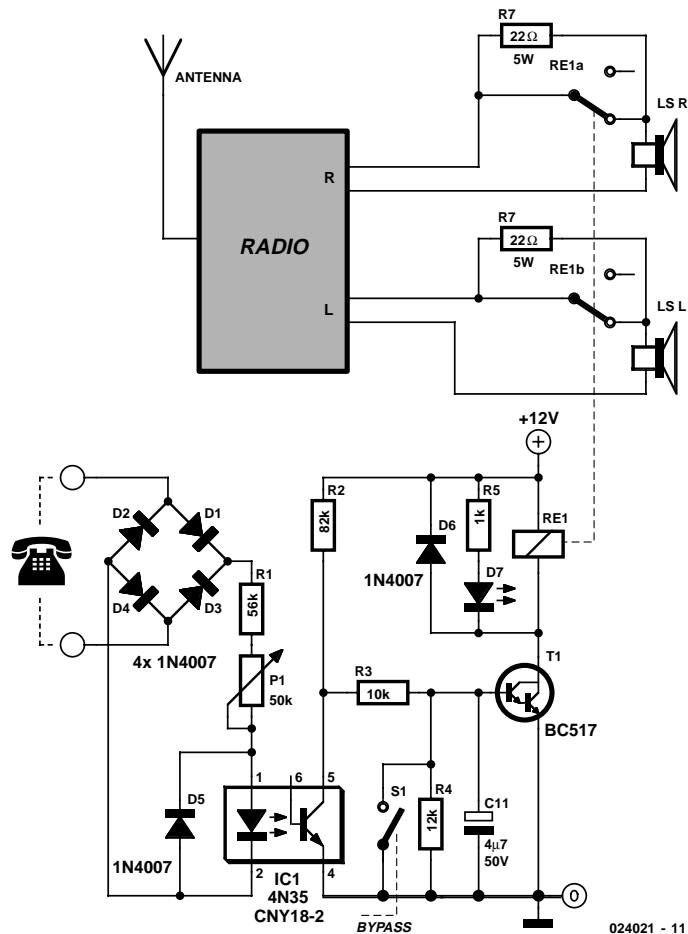 ANTENNA
RADIO
R
L
R7
22Ω
5W
RE1a
LS R
R7
22Ω
5W
RE1b
LS L
+12V
D2
D1
D4
D3
4x 1N4007
R1
56k
P1
50k
R2
82k
D6
1N4007
R5
1k
D7
RE1
T1
BC517
R3
10k
D5
1N4007
1
6
5
2
4
IC1
4N35
CNY18-2
S1
BYPASS
R4
12k
C11
4µ7
50V
0
024021 - 11